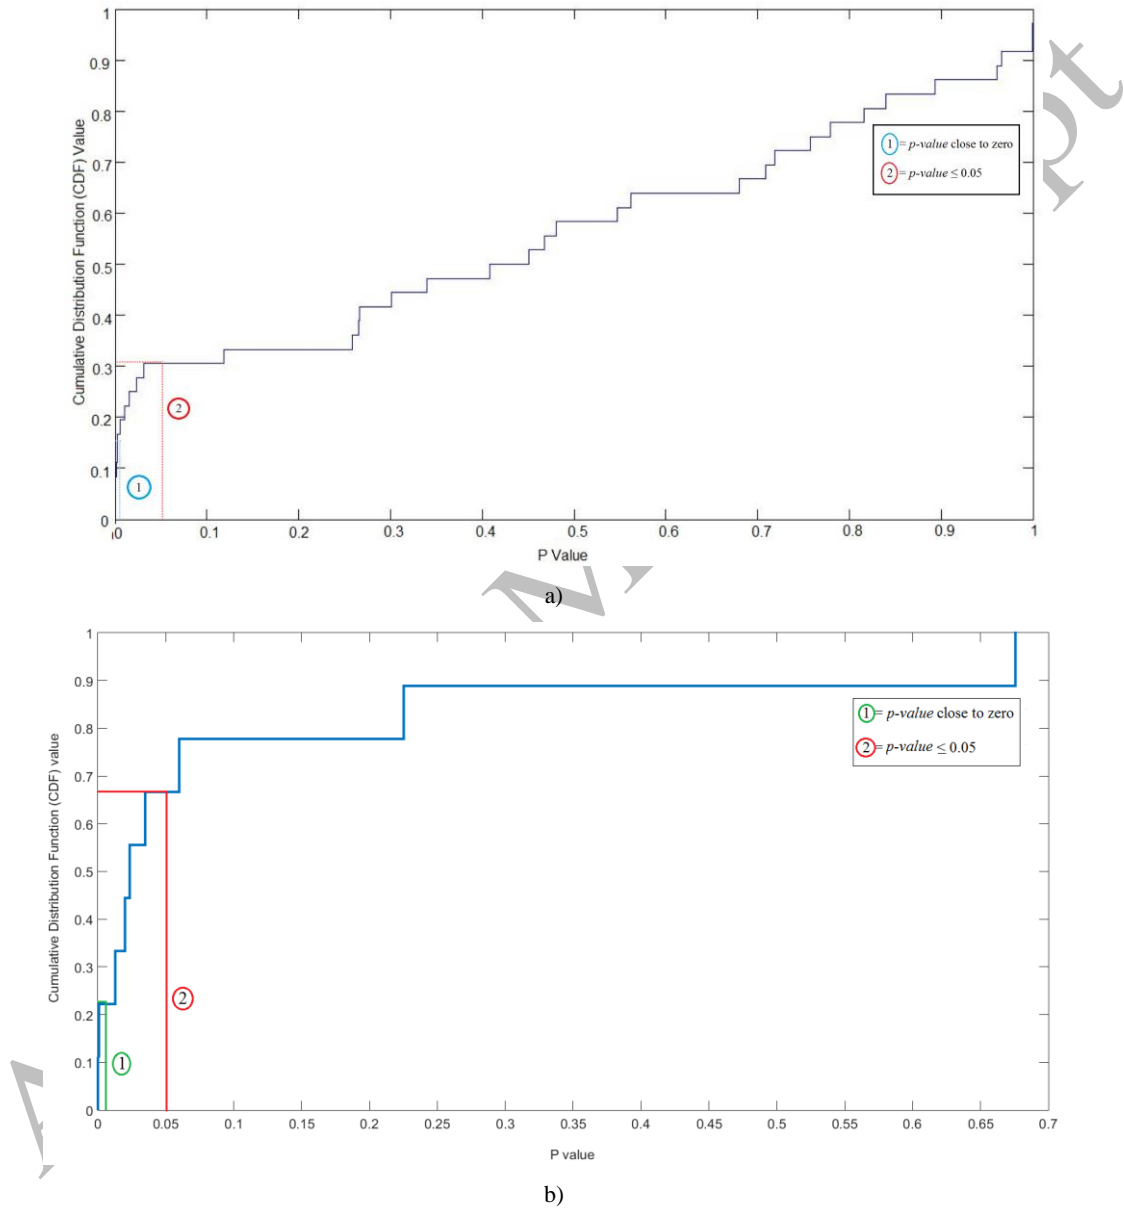 1
0.9
0.8
0.7
0.6
0.5
0.4
0.3
0.2
0.1
0
Cumulative Distribution Function (CDF) Value
1 = p-value close to zero
2 = p-value ≤ 0.05
2
1
0 0.1 0.2 0.3 0.4 0.5 0.6 0.7 0.8 0.9 1
P Value
a)
1
0.9
0.8
0.7
0.6
0.5
0.4
0.3
0.2
0.1
0
Cumulative Distribution Function (CDF) value
1 = p-value close to zero
2 = p-value ≤ 0.05
2
1
0 0.05 0.1 0.15 0.2 0.25 0.3 0.35 0.4 0.45 0.5 0.55 0.6 0.65 0.7
P value
b)